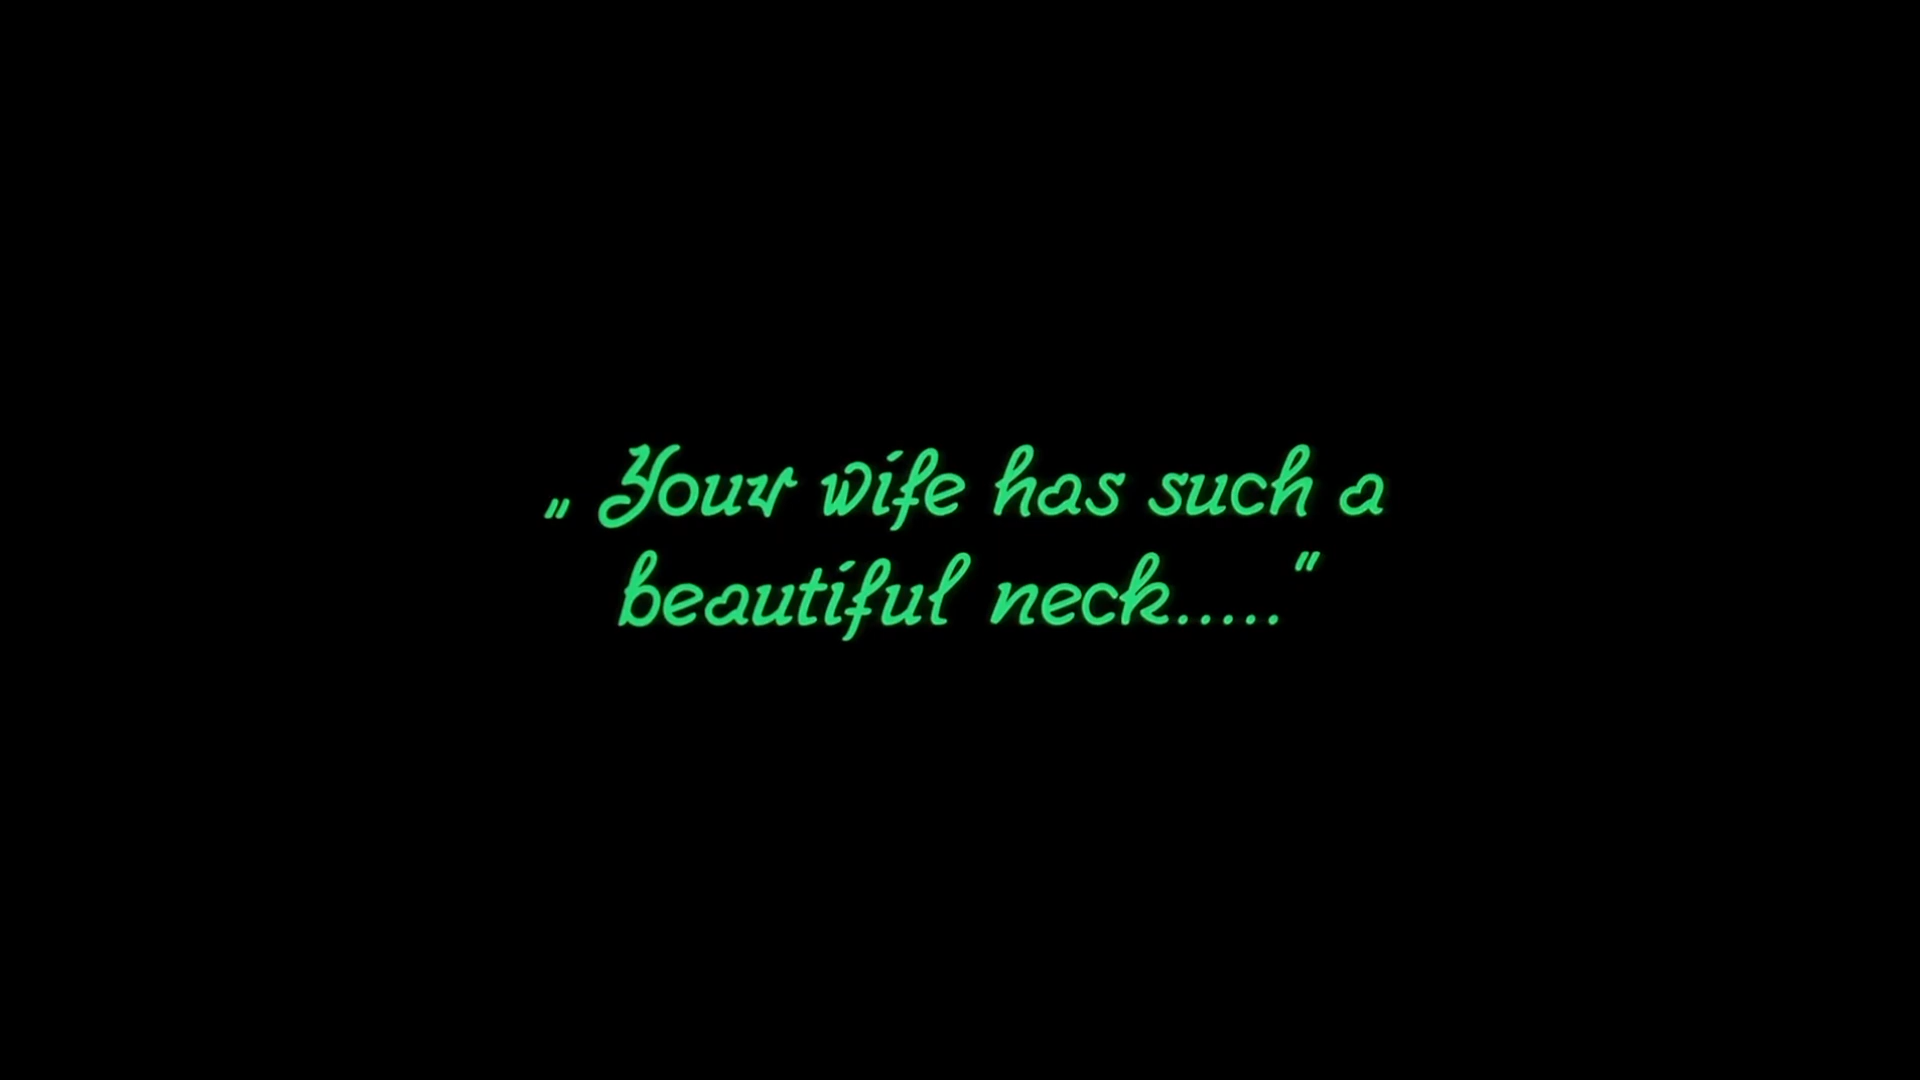 „ Your wife has such a
beautiful neck....."